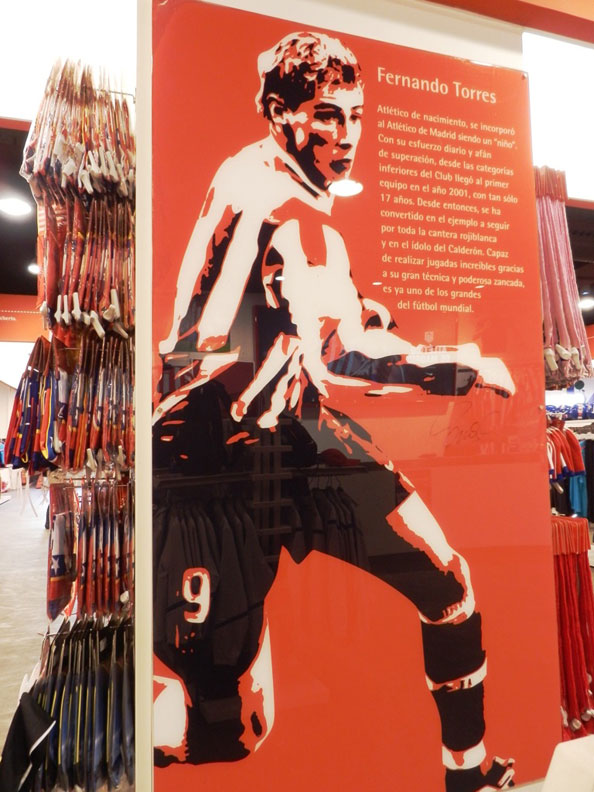 Fernando Torres
Atlético de nacimiento, se incorporó
al Atlético de Madrid siendo un "niño".
Con su esfuerzo diario y afán
de superación, desde las categorías
inferiores del Club llegó al primer
equipo en el año 2001, con tan sólo
17 años. Desde entonces, se ha
convertido en el ejemplo a seguir
por toda la cantera rojiblanca
y en el ídolo del Calderón. Capaz
de realizar jugadas increíbles gracias
a su gran técnica y poderosa zancada,
es ya uno de los grandes
del fútbol mundial.
9